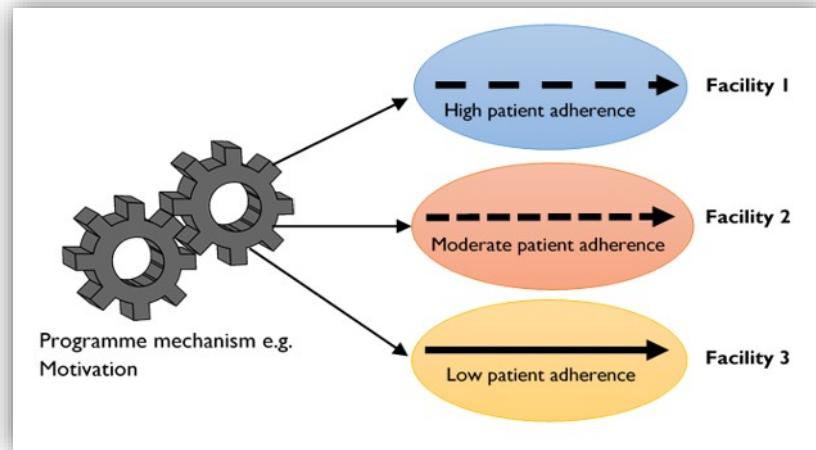 Facility 1
High patient adherence
Facility 2
Moderate patient adherence
Programme mechanism e.g.
Motivation
Facility 3
Low patient adherence